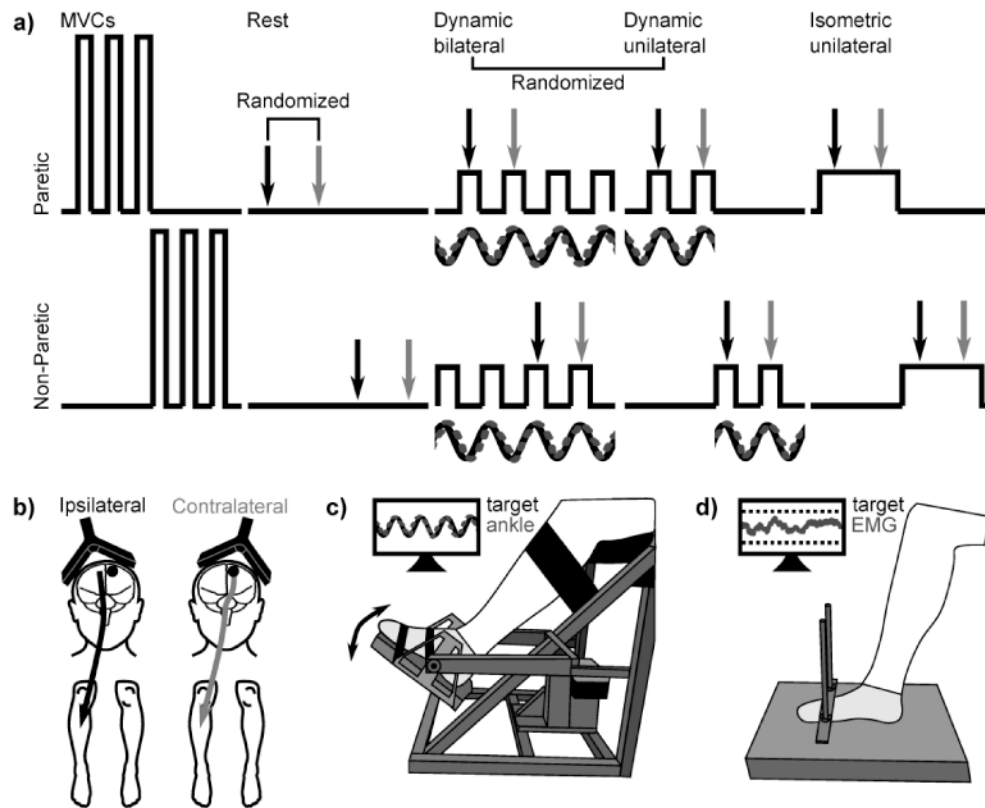 a)
MVCs
Rest
Dynamic
bilateral
Dynamic
unilateral
Isometric
unilateral
Randomized
Randomized
Paretic
Non-Paretic
b)
Ipsilateral
Contralateral
c)
target
ankle
d)
target
EMG